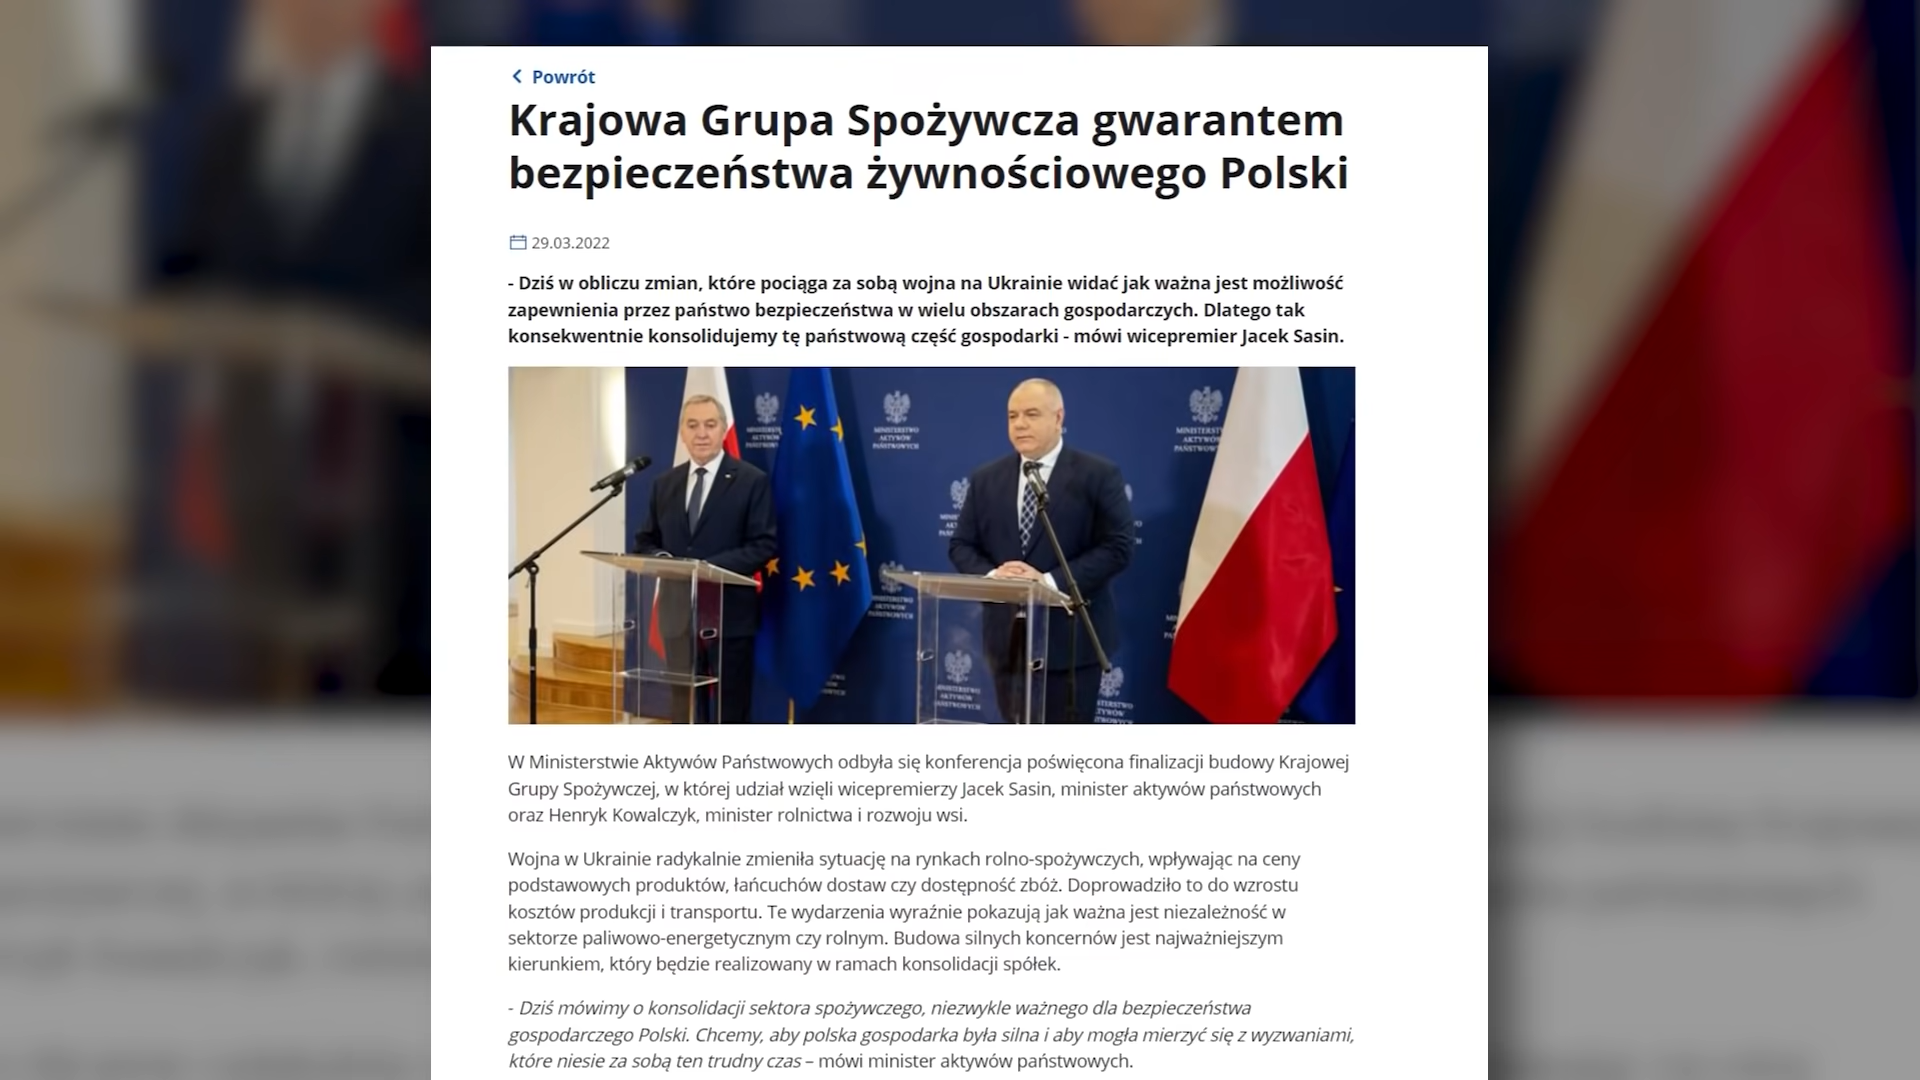 Powrót
Krajowa Grupa Spożywcza gwarantem
bezpieczeństwa żywnościowego Polski
29.03.2022
- Dziś w obliczu zmian, które pociąga za sobą wojna na Ukrainie widać jak ważna jest możliwość
zapewnienia przez państwo bezpieczeństwa w wielu obszarach gospodarczych. Dlatego tak
konsekwentnie konsolidujemy tę państwową część gospodarki - mówi wicepremier Jacek Sasin.
MINISTERSTWO
AKTYWÓW
PAŃSTWOWYCH
W Ministerstwie Aktywów Państwowych odbyła się konferencja poświęcona finalizacji budowy Krajowej
Grupy Spożywczej, w której udział wzięli wicepremierzy Jacek Sasin, minister aktywów państwowych
oraz Henryk Kowalczyk, minister rolnictwa i rozwoju wsi.
Wojna w Ukrainie radykalnie zmieniła sytuację na rynkach rolno-spożywczych, wpływając na ceny
podstawowych produktów, łańcuchów dostaw czy dostępność zbóż. Doprowadziło to do wzrostu
kosztów produkcji i transportu. Te wydarzenia wyraźnie pokazują jak ważna jest niezależność w
sektorze paliwowo-energetycznym czy rolnym. Budowa silnych koncernów jest najważniejszym
kierunkiem, który będzie realizowany w ramach konsolidacji spółek.
- Dziś mówimy o konsolidacji sektora spożywczego, niezwykle ważnego dla bezpieczeństwa
gospodarczego Polski. Chcemy, aby polska gospodarka była silna i aby mogła mierzyć się z wyzwaniami,
które niesie za sobą ten trudny czas – mówi minister aktywów państwowych.